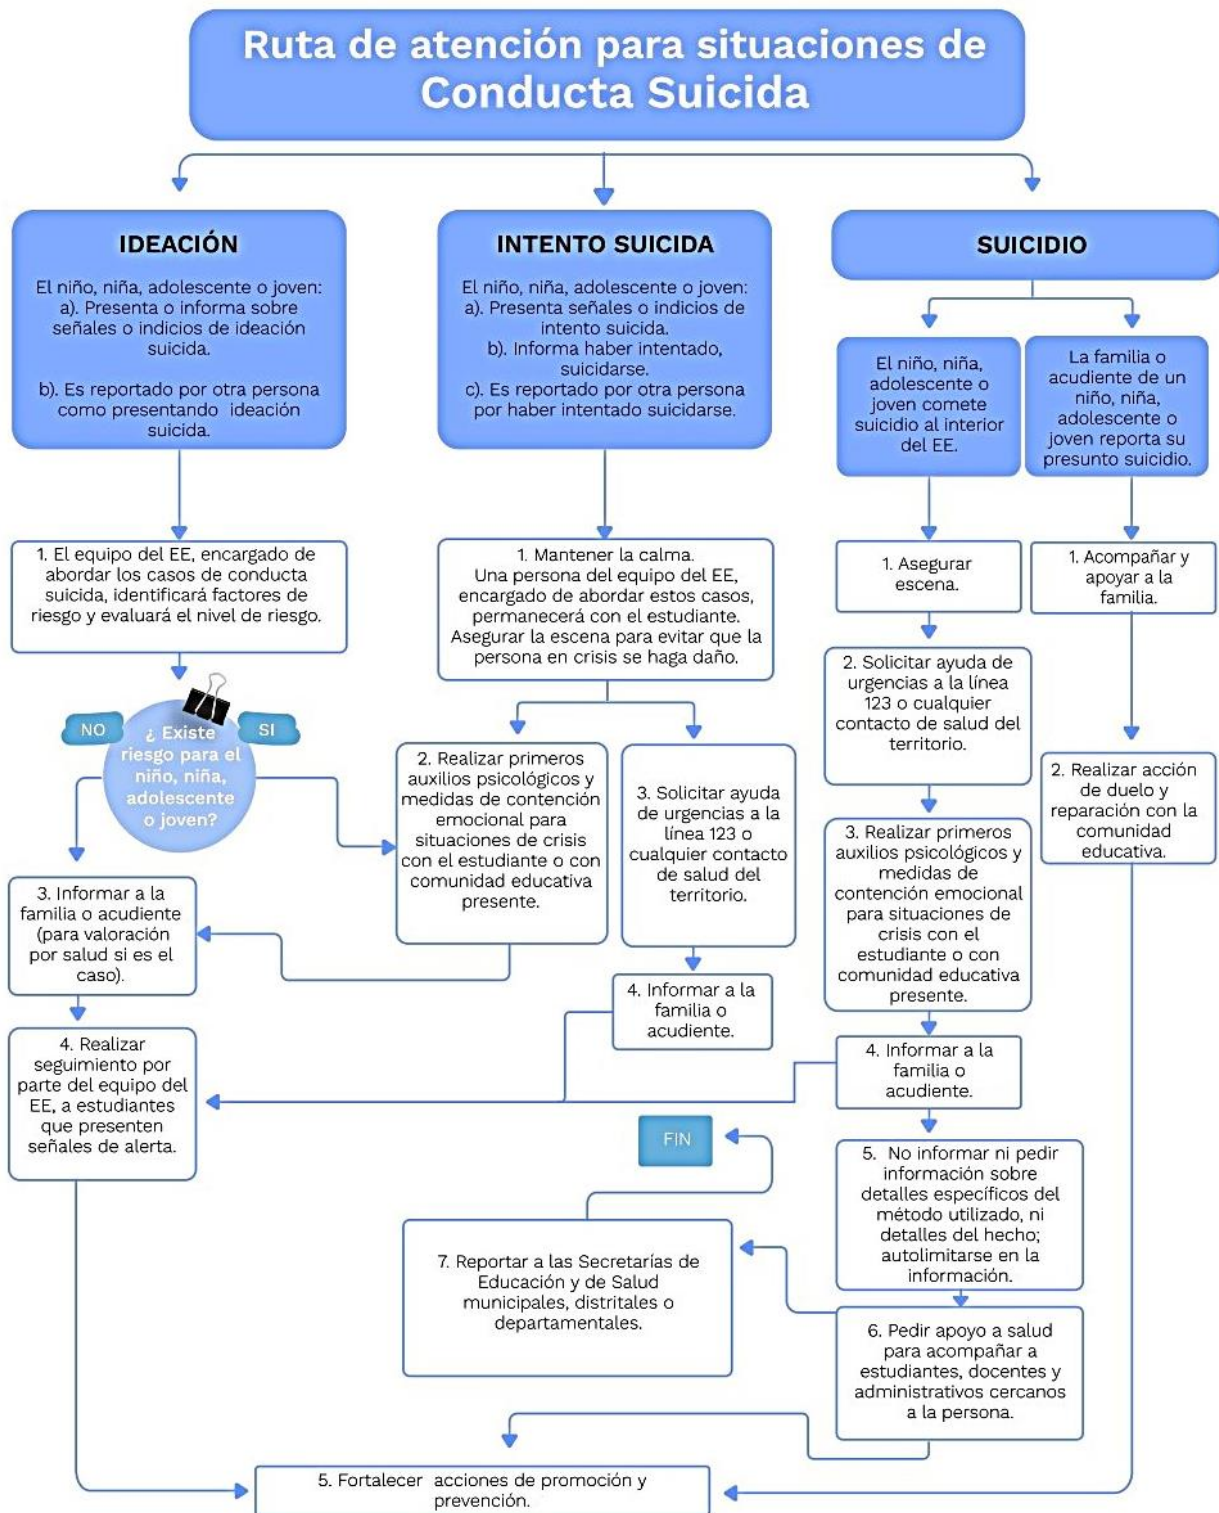 Ruta de atención para situaciones de
Conducta Suicida
IDEACIÓN
El niño, niña, adolescente o joven:
a). Presenta o informa sobre
señales o indicios de ideación
suicida.
b). Es reportado por otra persona
como presentando ideación
suicida.
INTENTO SUICIDA
El niño, niña, adolescente o joven:
a). Presenta señales o indicios de
intento suicida.
b). Informa haber intentado,
suicidarse.
c). Es reportado por otra persona
por haber intentado suicidarse.
SUICIDIO
El niño, niña,
adolescente o
joven comete
suicidio al interior
del EE.
La familia o
acudiente de un
niño, niña,
adolescente o
joven reporta su
presunto suicidio.
1. El equipo del EE, encargado de
abordar los casos de conducta
suicida, identificará factores de
riesgo y evaluará el nivel de riesgo.
NO
SI
¿ Existe
riesgo para el
niño, niña,
adolescente
o joven?
3. Informar a la
familia o acudiente
(para valoración
por salud si es el
caso).
4. Realizar
seguimiento por
parte del equipo del
EE, a estudiantes
que presenten
señales de alerta.
1. Mantener la calma.
Una persona del equipo del EE,
encargado de abordar estos casos,
permanecerá con el estudiante.
Asegurar la escena para evitar que la
persona en crisis se haga daño.
2. Realizar primeros
auxilios psicológicos y
medidas de contención
emocional para
situaciones de crisis
con el estudiante o con
comunidad educativa
presente.
3. Solicitar ayuda
de urgencias a la
línea 123 o
cualquier contacto
de salud del
territorio.
4. Informar a la
familia o
acudiente.
1. Asegurar
escena.
2. Solicitar ayuda de
urgencias a la línea
123 o cualquier
contacto de salud del
territorio.
3. Realizar primeros
auxilios psicológicos y
medidas de
contención emocional
para situaciones de
crisis con el
estudiante o con
comunidad educativa
presente.
4. Informar a la
familia o
acudiente.
5. No informar ni pedir
información sobre
detalles específicos del
método utilizado, ni
detalles del hecho;
autolimitarse en la
información.
6. Pedir apoyo a salud
para acompañar a
estudiantes, docentes y
administrativos cercanos
a la persona.
1. Acompañar y
apoyar a la
familia.
2. Realizar acción
de duelo y
reparación con la
comunidad
educativa.
FIN
7. Reportar a las Secretarías de
Educación y de Salud
municipales, distritales o
departamentales.
5. Fortalecer acciones de promoción y
prevención.